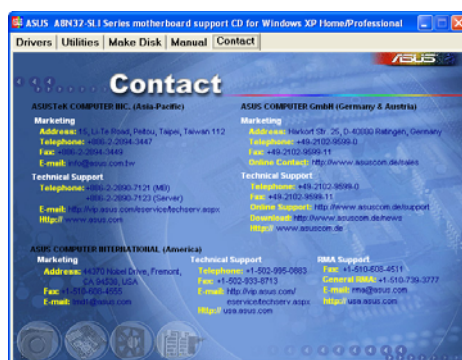 ASUS A8N32-SLI Series motherboard support CD for Windows XP Home/Professional
Drivers Utilities Make Disk Manual Contact
ASUS
Contact
ASUSTeK COMPUTER INC. (Asia-Pacific)
Marketing
Address: 15, Li-Te Road, Peitou, Taipei, Taiwan 112
Telephone: +886-2-2894-3447
Fax: +886-2-2894-3449
E-mail: info@asus.com.tw
Technical Support
Telephone: +886-2-2890-7121 (MB)
+886-2-2890-7123 (Server)
E-mail: http://vip.asus.com/eservice/techserv.aspx
Http:// www.asus.com
ASUS COMPUTER GmbH (Germany & Austria)
Marketing
Address: Harkort Str. 25, D-40880 Ratingen, Germany
Telephone: +49-2102-9599-0
Fax: +49-2102-9599-11
Online Contact: http://www.asuscom.de/sales
Technical Support
Telephone: +49-2102-9599-0
Fax: +49-2102-9599-11
Online Support: http://www.asuscom.de/support
Download: http://www.asuscom.de/news
Http:// www.asuscom.de
ASUS COMPUTER INTERNATIONAL (America)
Marketing
Address: 44370 Nobel Drive, Fremont,
CA 94538, USA
Fax: +1-510-608-4555
E-mail: @asus.com
Technical Support
Telephone: +1-502-995-0883
Fax: +1-502-933-8713
E-mail: http://vip.asus.com/
eservice/techserv.aspx
Http:// usa.asus.com
RMA Support
Fax: +1-510-608-4511
General RMA: +1-510-739-3777
E-mail: rma@asus.com
http:// usa.asus.com